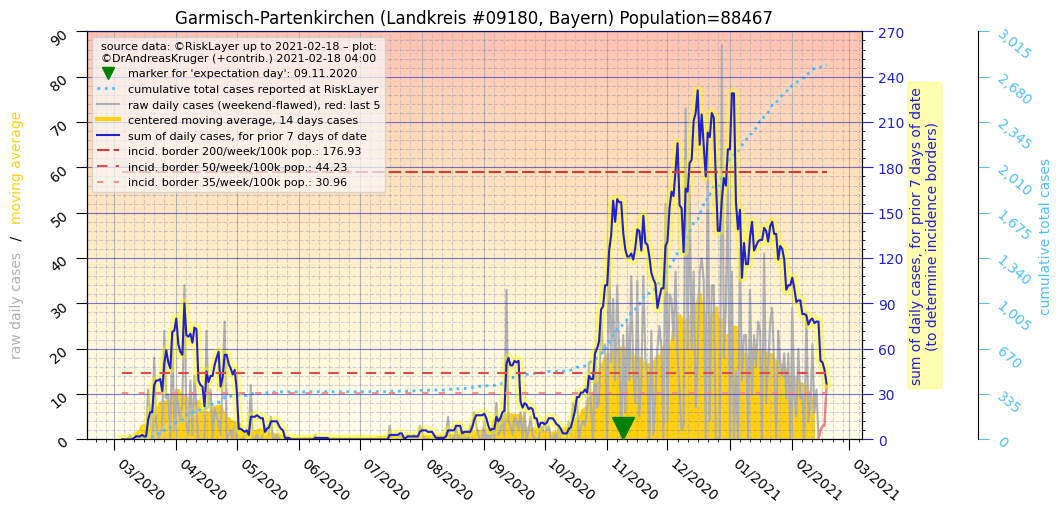 Garmisch-Partenkirchen (Landkreis #09180, Bayern) Population=88467
source data: ©RiskLayer up to 2021-02-18 – plot:
©DrAndreasKruger (+contrib.) 2021-02-18 04:00
marker for 'expectation day': 09.11.2020
cumulative total cases reported at RiskLayer
raw daily cases (weekend-flawed), red: last 5
centered moving average, 14 days cases
sum of daily cases, for prior 7 days of date
incid. border 200/week/100k pop.: 176.93
incid. border 50/week/100k pop.: 44.23
incid. border 35/week/100k pop.: 30.96
raw daily cases / moving average
90
80
70
60
50
40
30
20
10
0
03/2020
04/2020
05/2020
06/2020
07/2020
08/2020
09/2020
10/2020
11/2020
12/2020
01/2021
02/2021
03/2021
270
240
210
180
150
120
90
60
30
0
sum of daily cases, for prior 7 days of date
(to determine incidence borders)
3,015
2,680
2,345
2,010
1,675
1,340
1,005
670
335
0
cumulative total cases